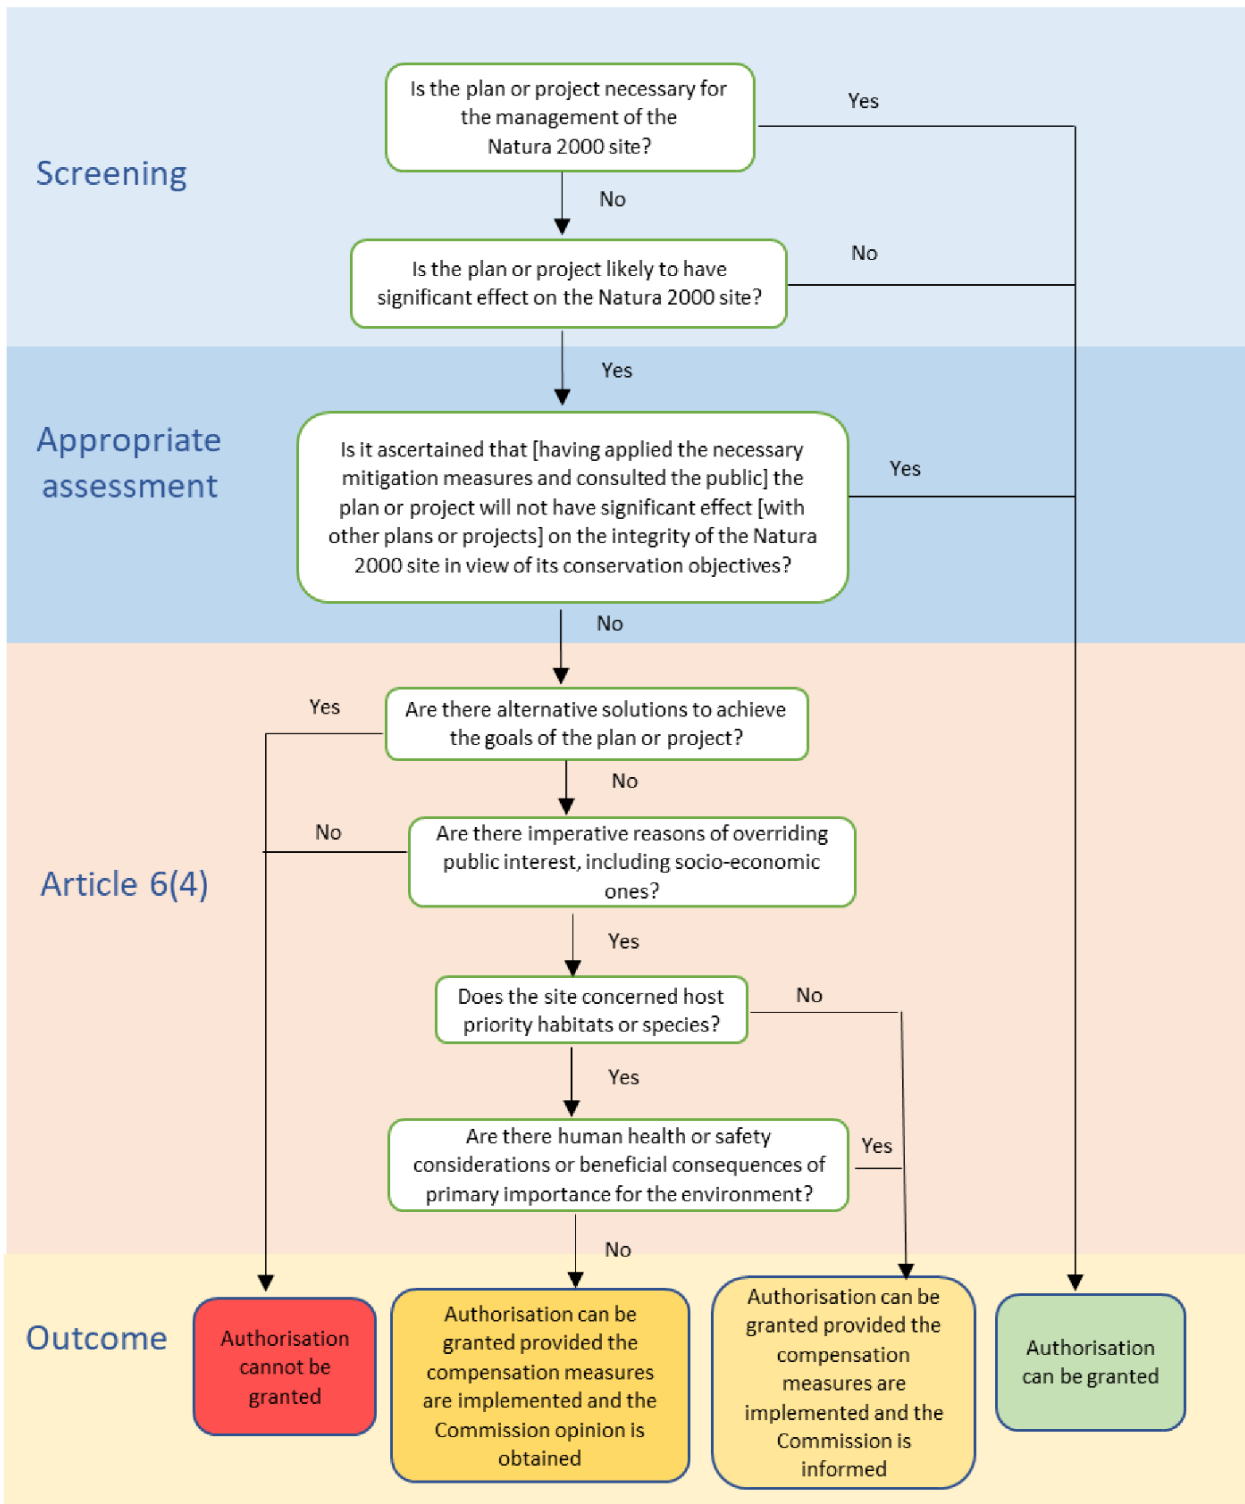 Screening
Is the plan or project necessary for
the management of the
Natura 2000 site?
Yes
No
Is the plan or project likely to have
significant effect on the Natura 2000 site?
No
Yes
Appropriate
assessment
Is it ascertained that [having applied the necessary
mitigation measures and consulted the public] the
plan or project will not have significant effect [with
other plans or projects] on the integrity of the Natura
2000 site in view of its conservation objectives?
Yes
No
Article 6(4)
Yes
Are there alternative solutions to achieve
the goals of the plan or project?
No
No
Are there imperative reasons of overriding
public interest, including socio-economic
ones?
Yes
Does the site concerned host
priority habitats or species?
No
Yes
Are there human health or safety
considerations or beneficial consequences of
primary importance for the environment?
Yes
No
Outcome
Authorisation
cannot be
granted
Authorisation can be
granted provided the
compensation measures
are implemented and the
Commission opinion is
obtained
Authorisation can be
granted provided the
compensation
measures are
implemented and the
Commission is
informed
Authorisation
can be granted